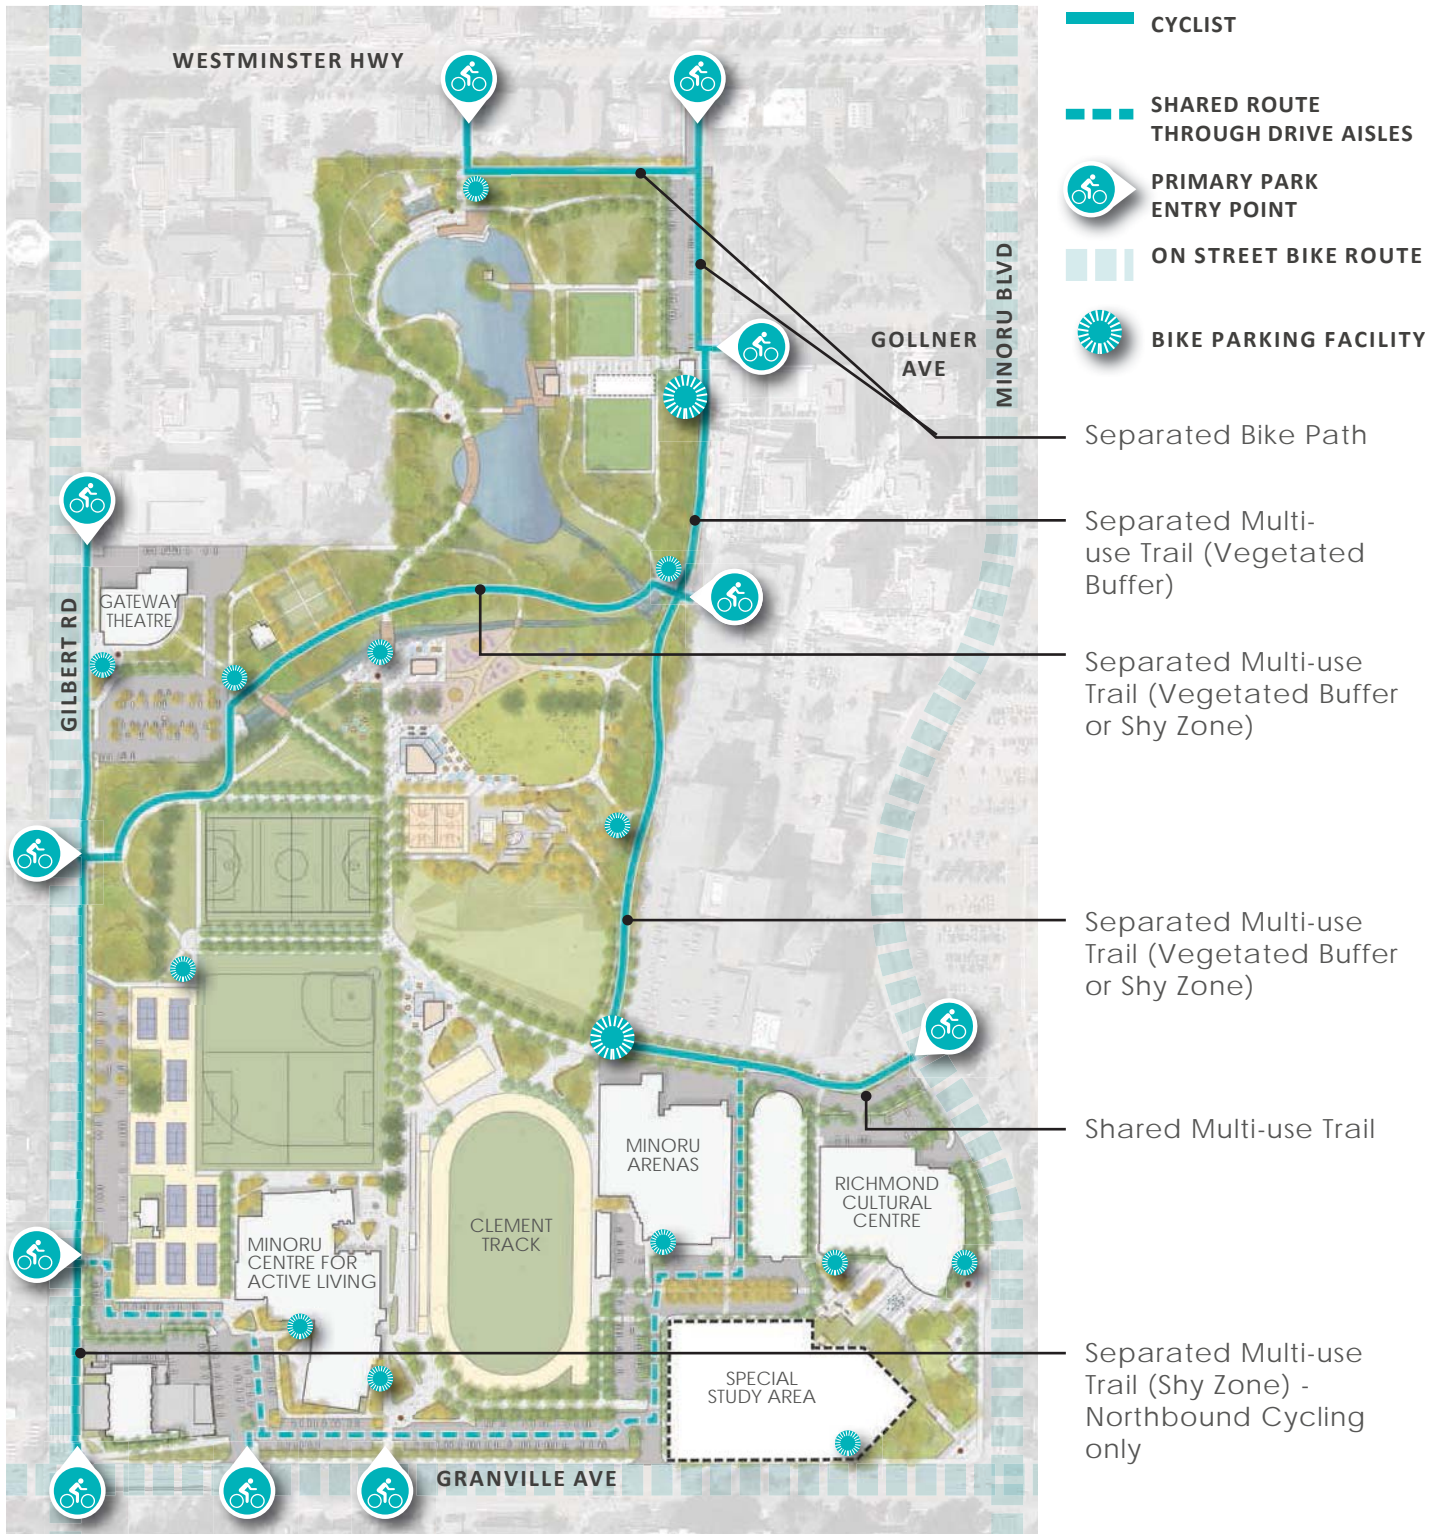 WESTMINSTER HWY
CYCLIST
SHARED ROUTE
THROUGH DRIVE AISLES
PRIMARY PARK
ENTRY POINT
ON STREET BIKE ROUTE
BIKE PARKING FACILITY
MINORU BLVD
GOLLNER
AVE
Separated Bike Path
Separated Multi-
use Trail (Vegetated
Buffer)
GATEWAY
THEATRE
GILBERT RD
Separated Multi-use
Trail (Vegetated Buffer
or Shy Zone)
Separated Multi-use
Trail (Vegetated Buffer
or Shy Zone)
Shared Multi-use Trail
MINORU
ARENAS
RICHMOND
CULTURAL
CENTRE
CLEMENT
TRACK
MINORU
CENTRE FOR
ACTIVE LIVING
SPECIAL
STUDY AREA
Separated Multi-use
Trail (Shy Zone) -
Northbound Cycling
only
GRANVILLE AVE